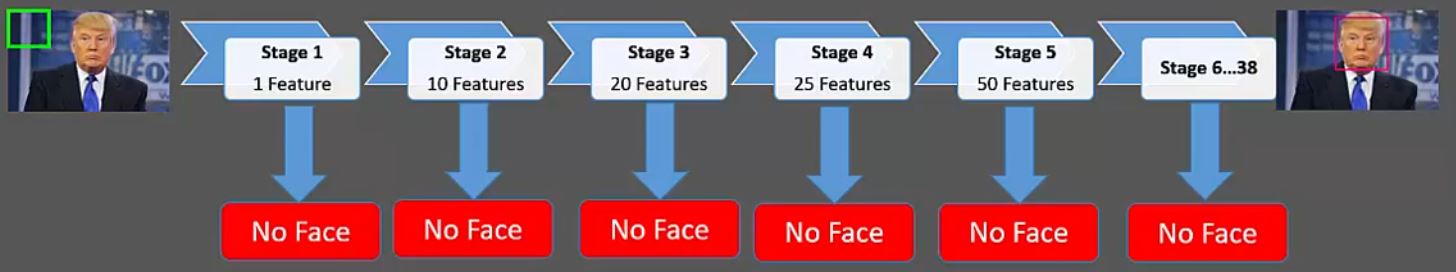 Stage 1
1 Feature
Stage 2
10 Features
Stage 3
20 Features
Stage 4
25 Features
Stage 5
50 Features
Stage 6...38
No Face
No Face
No Face
No Face
No Face
No Face